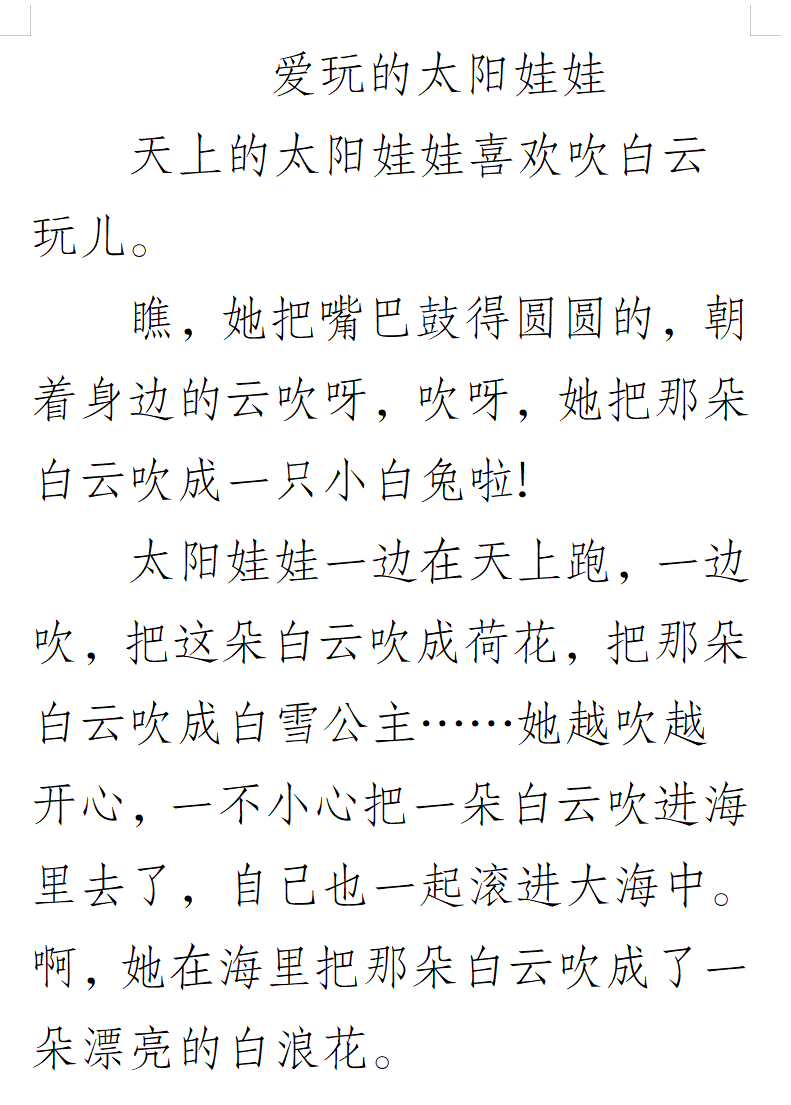 爱玩的太阳娃娃
天上的太阳娃娃喜欢吹白云
玩儿。
瞧，她把嘴巴鼓得圆圆的，朝
着身边的云吹呀，吹呀，她把那朵
白云吹成一只小白兔啦!
太阳娃娃一边在天上跑，一边
吹，把这朵白云吹成荷花，把那朵
白云吹成白雪公主……她越吹越
开心，一不小心把一朵白云吹进海
里去了，自己也一起滚进大海中。
啊，她在海里把那朵白云吹成了一
朵漂亮的白浪花。